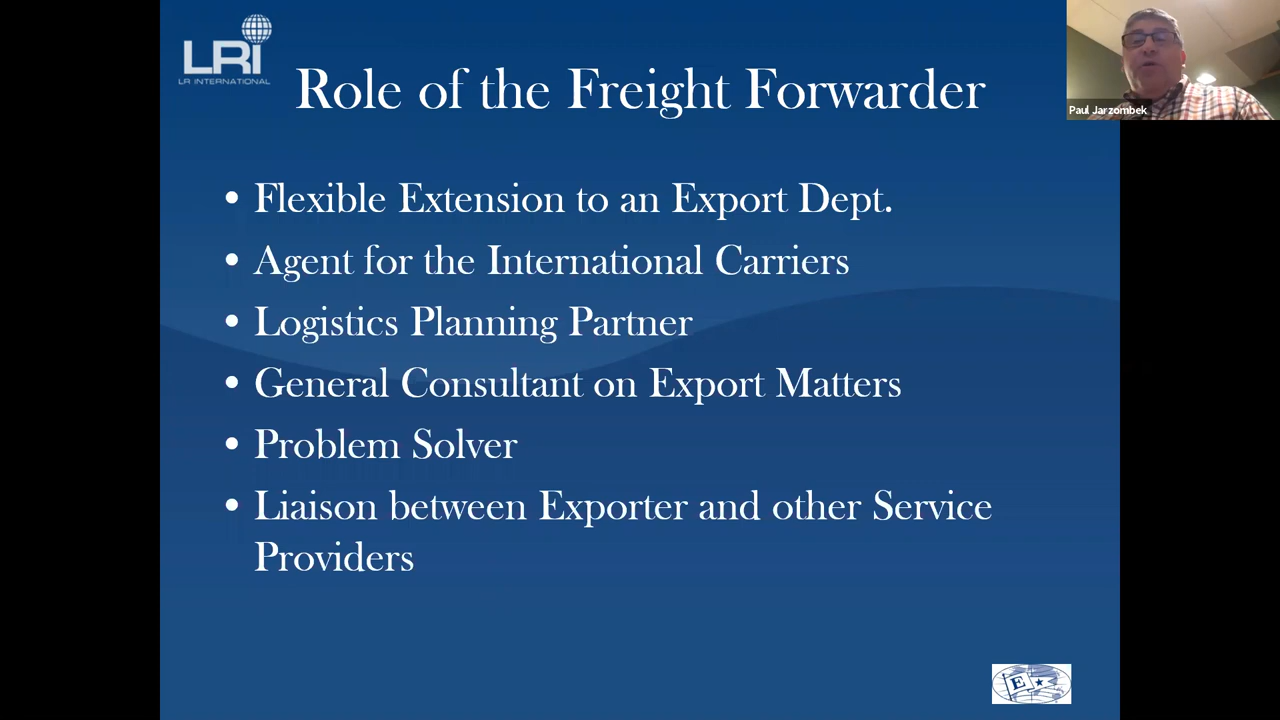 LRI
LR INTERNATIONAL
Role of the Freight Forwarder
Paul Jarzombek
• Flexible Extension to an Export Dept.
• Agent for the International Carriers
• Logistics Planning Partner
• General Consultant on Export Matters
• Problem Solver
• Liaison between Exporter and other Service
Providers
E